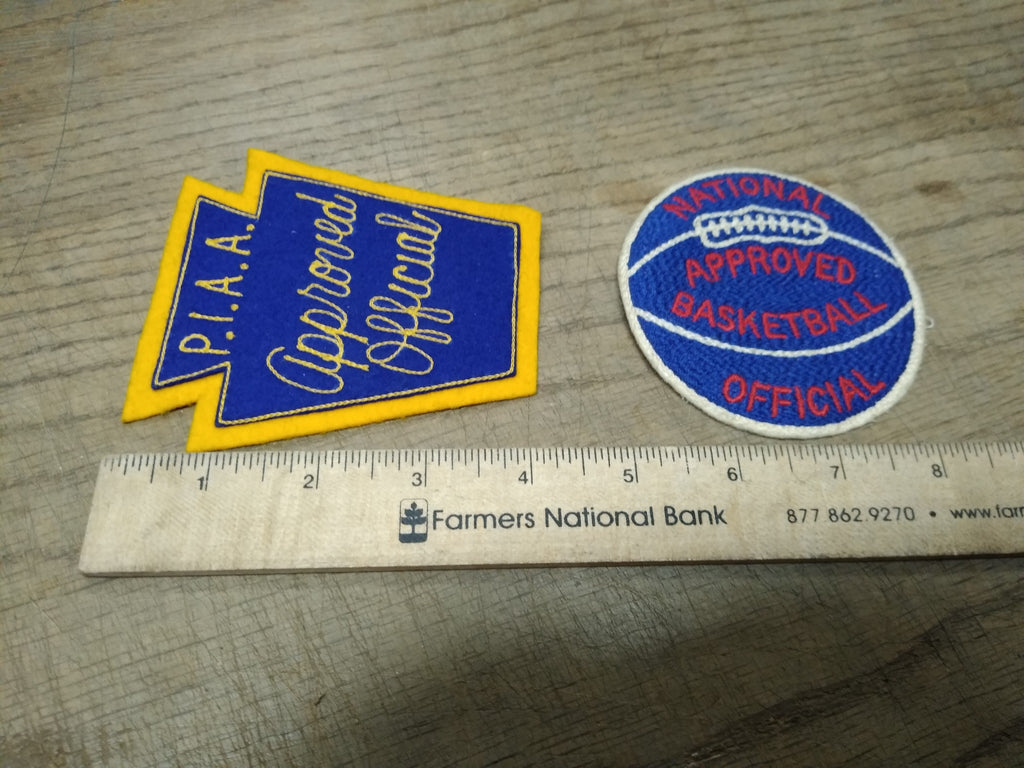 P.I.A.A.
Approved
Official
NATIONAL
APPROVED
BASKETBALL
OFFICIAL
1 2 3 4 5 6 7 8
Farmers National Bank
877.862.9270 • www.farm